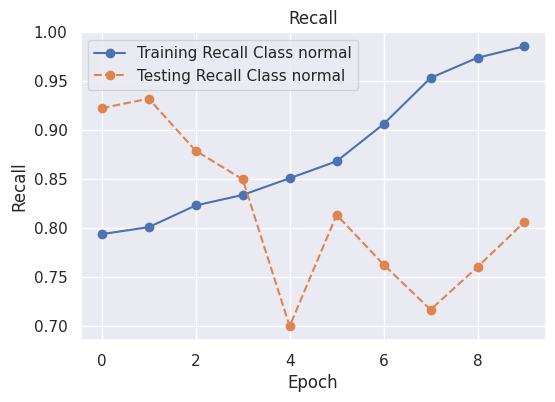 Recall
1.00
Training Recall Class normal
Testing Recall Class normal
0.95
0.90
0.85
0.80
0.75
0.70
Recall
0 2 4 6 8
Epoch